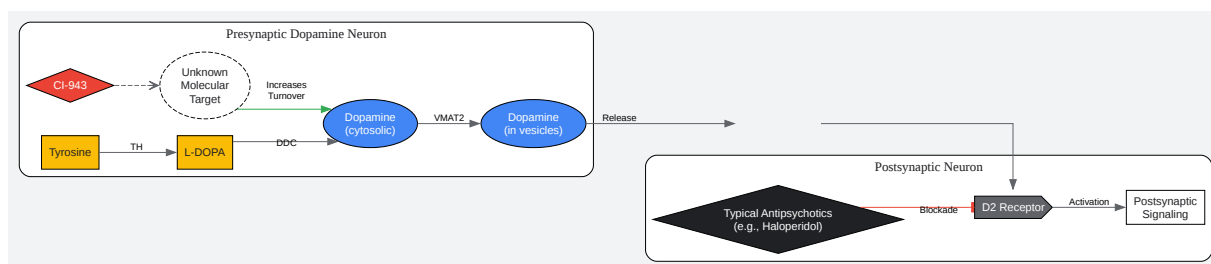 Presynaptic Dopamine Neuron
CI-943
Unknown
Molecular
Target
Increases
Turnover
Dopamine
(cytosolic)
VMAT2
Dopamine
(in vesicles)
Release
Tyrosine
TH
L-DOPA
DDC
Postsynaptic Neuron
Typical Antipsychotics
(e.g., Haloperidol)
Blockade
D2 Receptor
Activation
Postsynaptic
Signaling